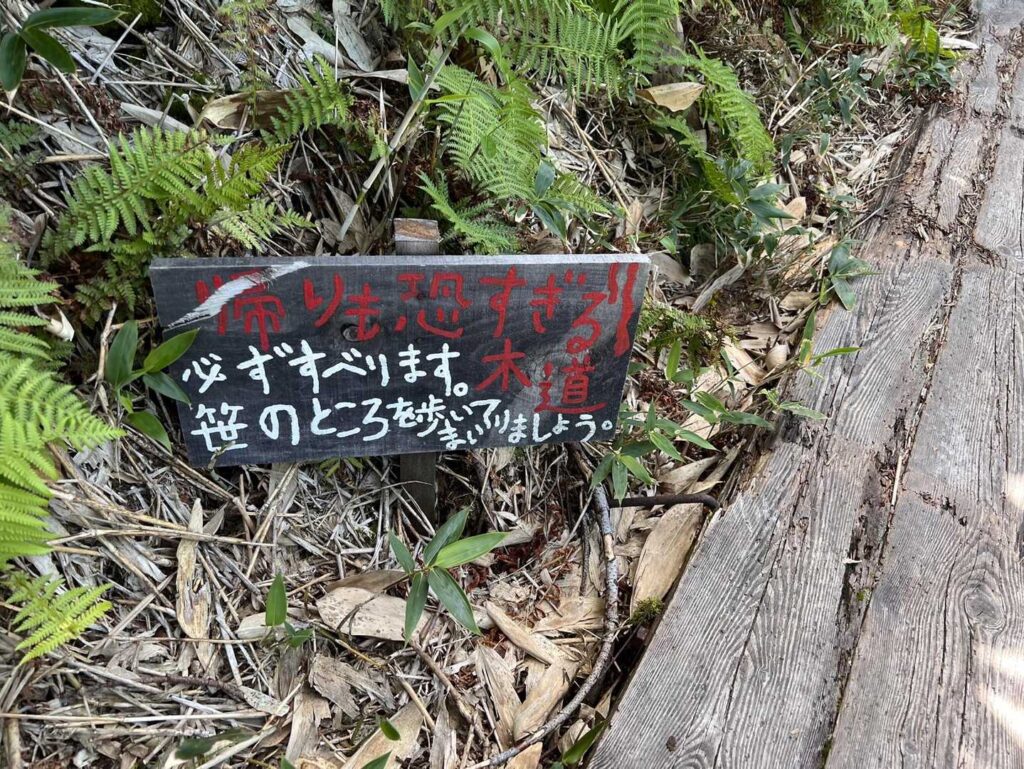 帰りも恐すぎる!!
木道
必ずすべります。
笹のところを歩いて
まいりましょう。